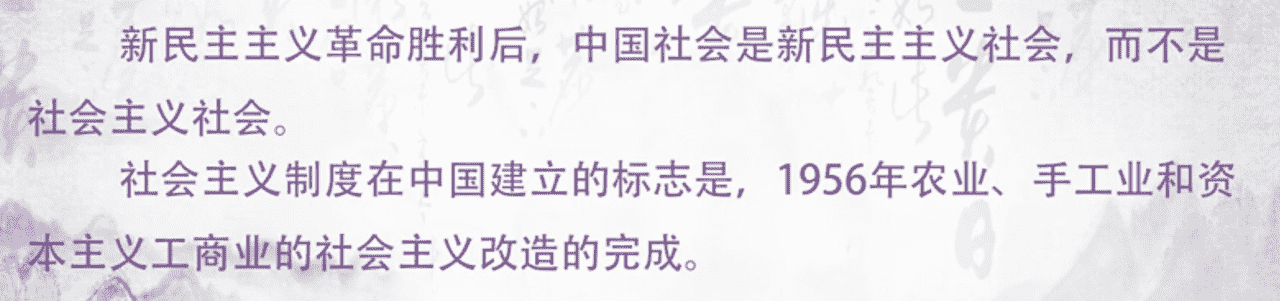 新民主主义革命胜利后，中国社会是新民主主义社会，而不是
社会主义社会。
社会主义制度在中国建立的标志是，1956年农业、手工业和资
本主义工商业的社会主义改造的完成。